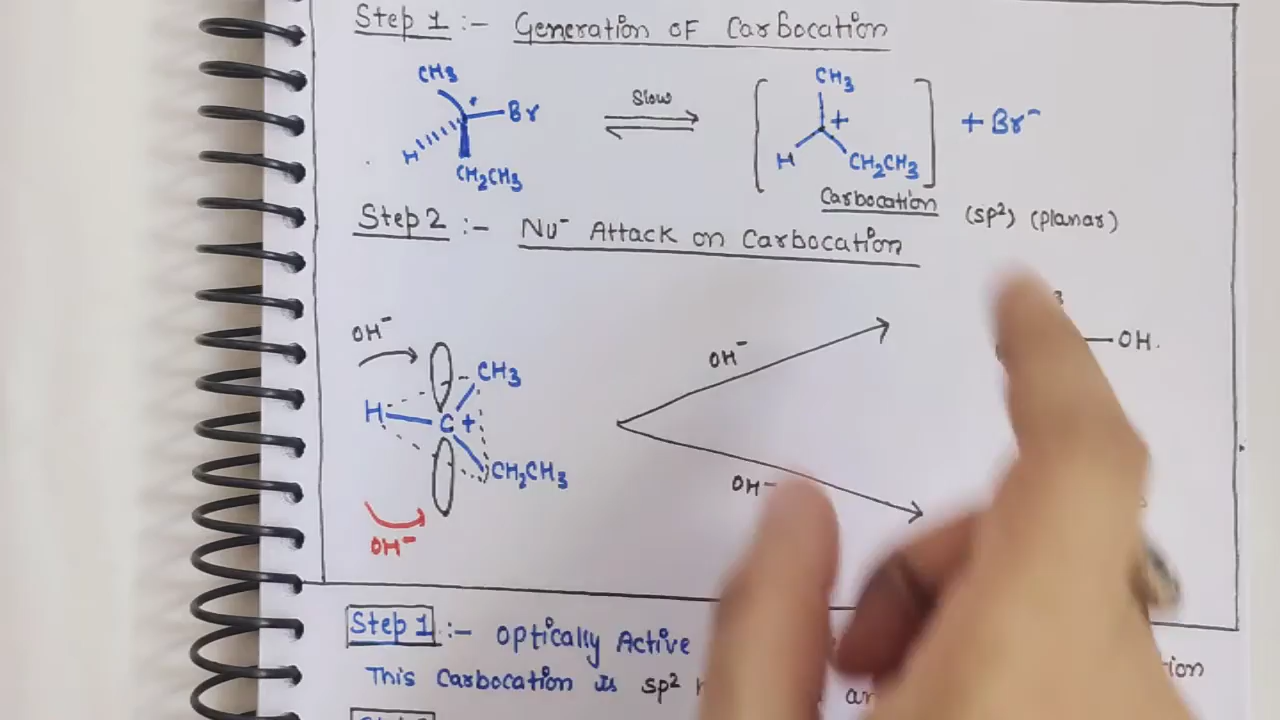 Step 1 :- Generation of Carbocation
CH3
Br
H
CH2CH3
Slow
CH3
+
H
CH2CH3
+ Br⁻
Carbocation (sp²) (planar)
Step 2 :- Nu⁻ Attack on Carbocation
OH⁻
CH3
H
C +
CH2CH3
OH⁻
OH⁻
OH⁻
3
OH.
Step 1 :- Optically Active
This Carbocation is sp²